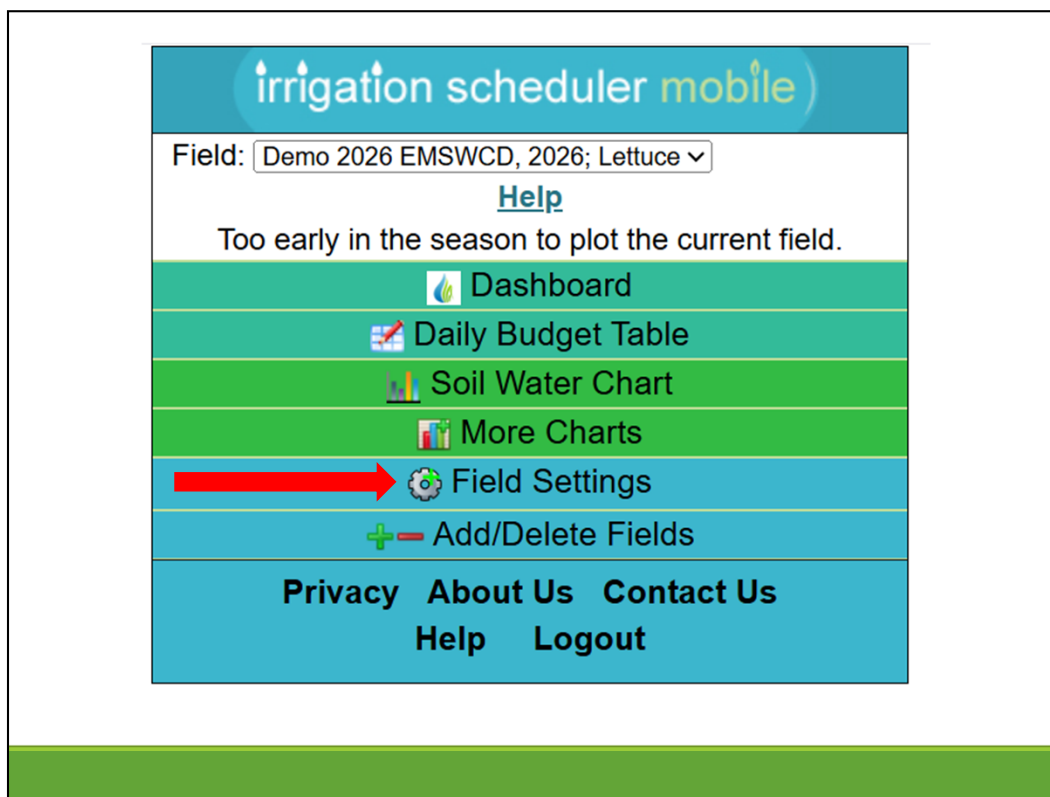 irrigation scheduler mobile
Field: Demo 2026 EMSWCD, 2026; Lettuce
Help
Too early in the season to plot the current field.
Dashboard
Daily Budget Table
Soil Water Chart
More Charts
Field Settings
Add/Delete Fields
Privacy About Us Contact Us
Help Logout